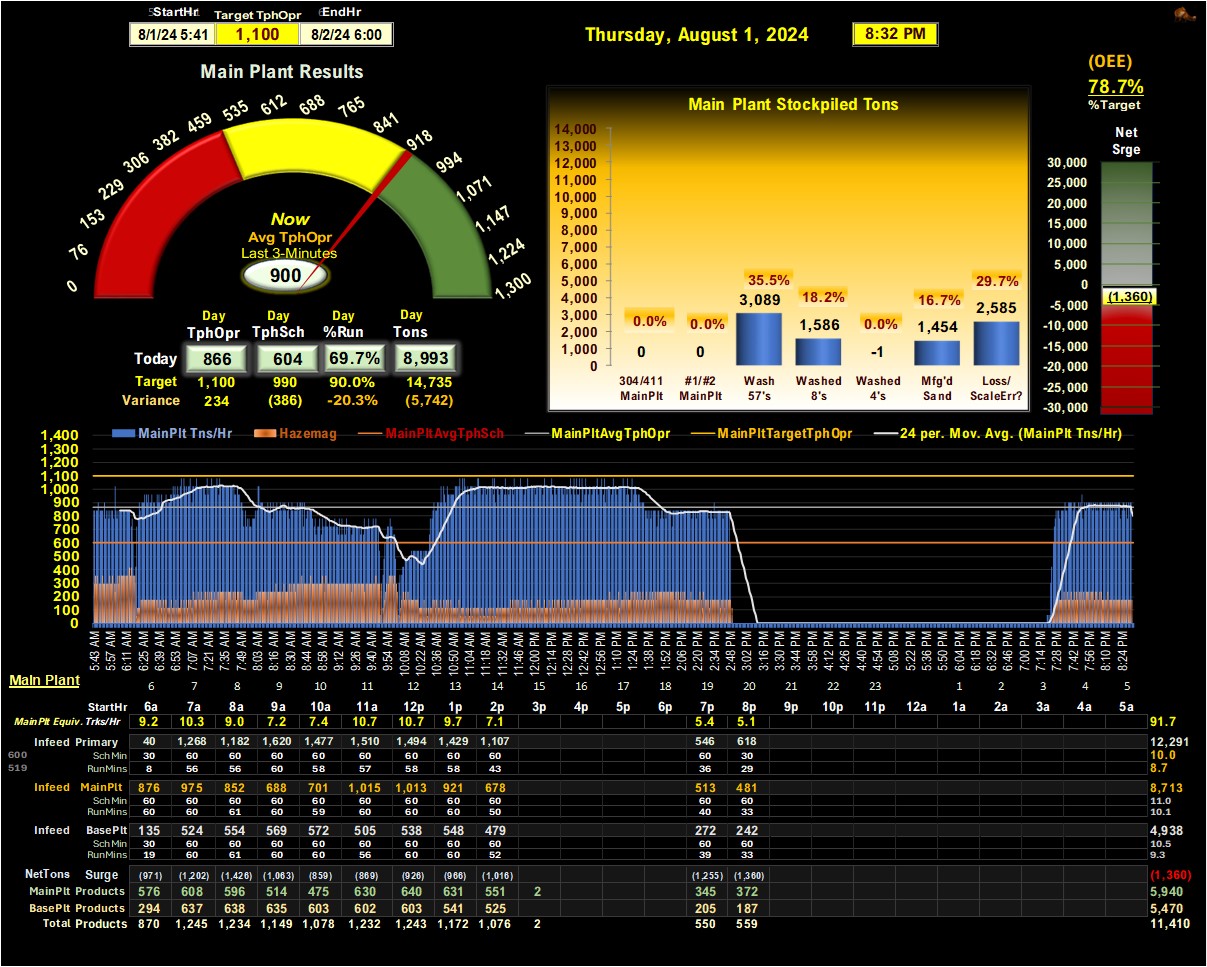 StartHr Target TphOpr EndHr
8/1/24 5:41 1,100 8/2/24 6:00
Thursday, August 1, 2024 8:32 PM
(OEE)
78.7%
%Target
Main Plant Results
0 76 153 229 306 382 459 535 612 688 765 841 918 994 1,071 1,147 1,224 1,300
Now
Avg TphOpr
Last 3-Minutes
900
Day Day Day Day
TphOpr TphSch %Run Tons
Today 866 604 69.7% 8,993
Target 1,100 990 90.0% 14,735
Variance 234 (386) -20.3% (5,742)
Main Plant Stockpiled Tons
14,000
13,000
12,000
11,000
10,000
9,000
8,000
7,000
6,000
5,000
4,000
3,000
2,000
1,000
0
0.0% 0.0% 35.5% 18.2% 0.0% 16.7% 29.7%
0 0 3,089 1,586 -1 1,454 2,585
304/411 #1/#2 Wash Washed Washed Mfg'd Loss/
MainPlt MainPlt 57's 8's 4's Sand ScaleErr?
Net
Srge
30,000
25,000
20,000
15,000
10,000
5,000
0
(1,360)
-5,000
-10,000
-15,000
-20,000
-25,000
-30,000
MainPlt Tns/Hr Hazemag MainPltAvgTphSch MainPltAvgTphOpr MainPltTargetTphOpr 24 per. Mov. Avg. (MainPlt Tns/Hr)
1,400
1,300
1,200
1,100
1,000
900
800
700
600
500
400
300
200
100
0
5:43 AM 5:57 AM 6:11 AM 6:25 AM 6:39 AM 6:53 AM 7:07 AM 7:21 AM 7:35 AM 7:49 AM 8:03 AM 8:16 AM 8:30 AM 8:44 AM 8:58 AM 9:12 AM 9:26 AM 9:40 AM 9:54 AM 10:08 AM 10:22 AM 10:36 AM 10:50 AM 11:04 AM 11:18 AM 11:32 AM 11:46 AM 12:00 PM 12:14 PM 12:28 PM 12:42 PM 12:56 PM 1:10 PM 1:24 PM 1:38 PM 1:52 PM 2:06 PM 2:20 PM 2:34 PM 2:48 PM 3:02 PM 3:16 PM 3:30 PM 3:44 PM 3:58 PM 4:12 PM 4:26 PM 4:40 PM 4:54 PM 5:08 PM 5:22 PM 5:36 PM 5:50 PM 6:04 PM 6:18 PM 6:32 PM 6:46 PM 7:00 PM 7:14 PM 7:28 PM 7:42 PM 7:56 PM 8:10 PM 8:24 PM
Main Plant 6 7 8 9 10 11 12 13 14 15 16 17 18 19 20 21 22 23 1 2 3 4 5
StartHr 6a 7a 8a 9a 10a 11a 12p 1p 2p 3p 4p 5p 6p 7p 8p 9p 10p 11p 12a 1a 2a 3a 4a 5a
MainPlt Equiv. Trks/Hr 9.2 10.3 9.0 7.2 7.4 10.7 10.7 9.7 7.1 5.4 5.1 91.7
Infeed Primary 40 1,268 1,182 1,620 1,477 1,510 1,494 1,429 1,107 546 618 12,291
600 SchMin 30 60 60 60 60 60 60 60 60 60 30 10.0
519 RunMins 8 56 56 60 58 57 58 58 43 36 29 8.7
Infeed MainPlt 876 975 852 688 701 1,015 1,013 921 678 513 481 8,713
SchMin 60 60 60 60 60 60 60 60 60 60 60 11.0
RunMins 60 60 61 60 59 60 60 60 50 40 33 10.1
Infeed BasePlt 135 524 554 569 572 505 538 548 479 272 242 4,938
SchMin 30 60 60 60 60 60 60 60 60 60 60 10.5
RunMins 19 60 61 60 60 56 60 60 52 39 33 9.3
NetTons Surge (971) (1,202) (1,426) (1,063) (859) (869) (926) (966) (1,016) (1,255) (1,360) (1,360)
MainPlt Products 576 608 596 514 475 630 640 631 551 2 345 372 5,940
BasePlt Products 294 637 638 635 603 602 603 541 525 205 187 5,470
Total Products 870 1,245 1,234 1,149 1,078 1,232 1,243 1,172 1,076 2 550 559 11,410